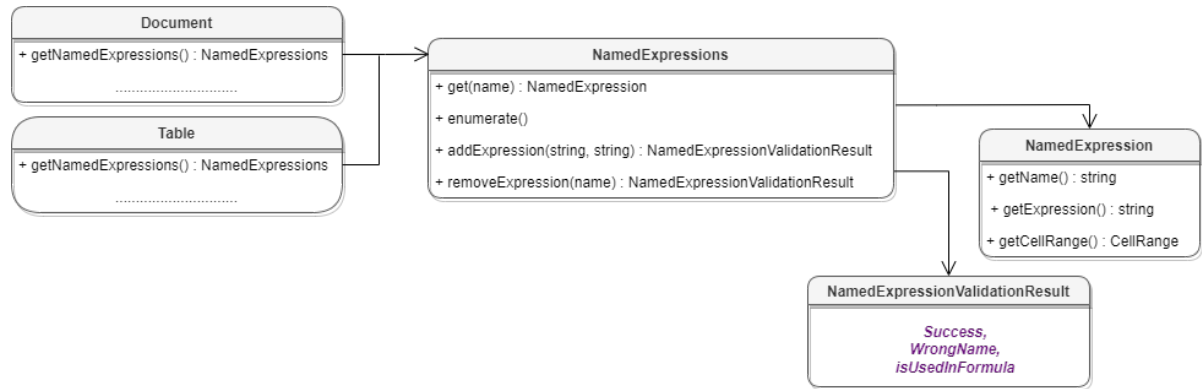 Document
+ getNamedExpressions() : NamedExpressions
..............................
Table
+ getNamedExpressions() : NamedExpressions
..............................
NamedExpressions
+ get(name) : NamedExpression
+ enumerate()
+ addExpression(string, string) : NamedExpressionValidationResult
+ removeExpression(name) : NamedExpressionValidationResult
NamedExpression
+ getName() : string
+ getExpression() : string
+ getCellRange() : CellRange
NamedExpressionValidationResult
Success,
WrongName,
isUsedInFormula